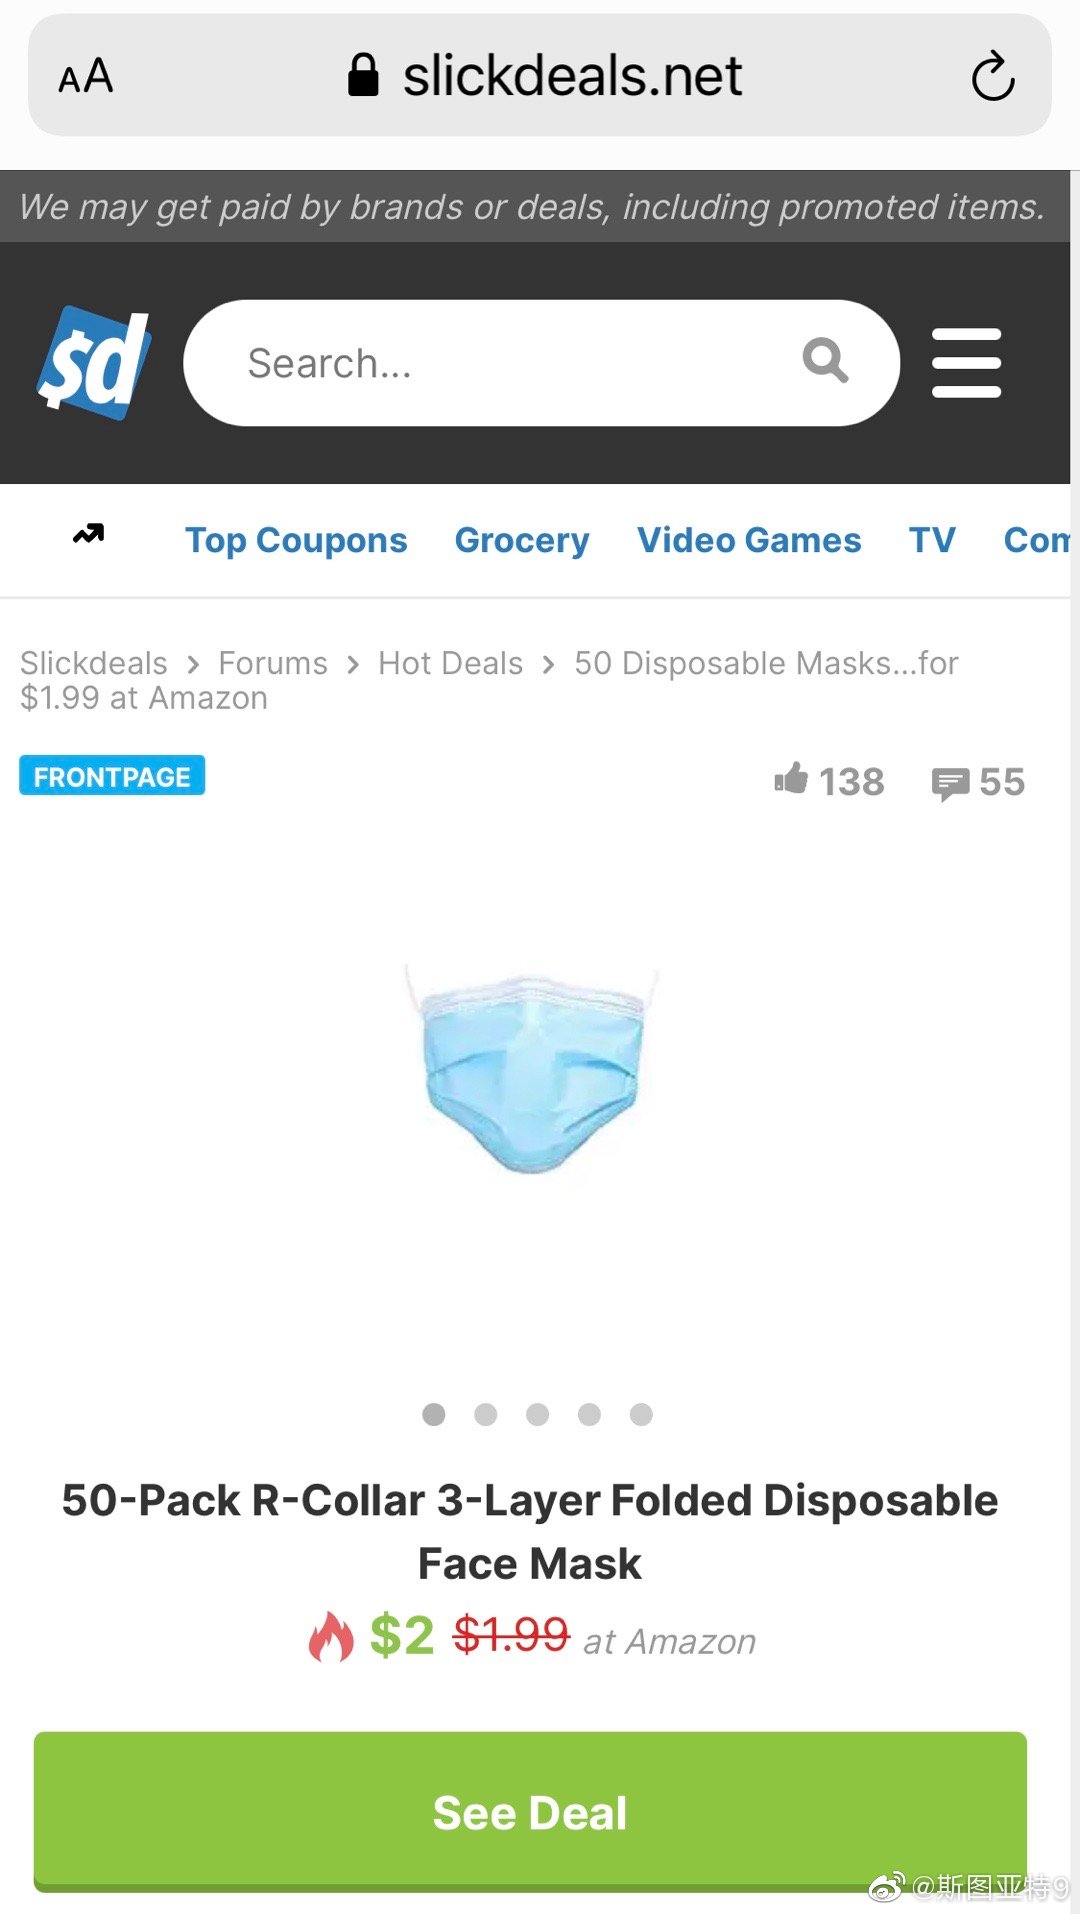 AA slickdeals.net
We may get paid by brands or deals, including promoted items.
$d Search...
Top Coupons Grocery Video Games TV Com
Slickdeals > Forums > Hot Deals > 50 Disposable Masks...for
$1.99 at Amazon
FRONTPAGE 138 55
50-Pack R-Collar 3-Layer Folded Disposable
Face Mask
$2 $1.99 at Amazon
See Deal
@斯图亚特9